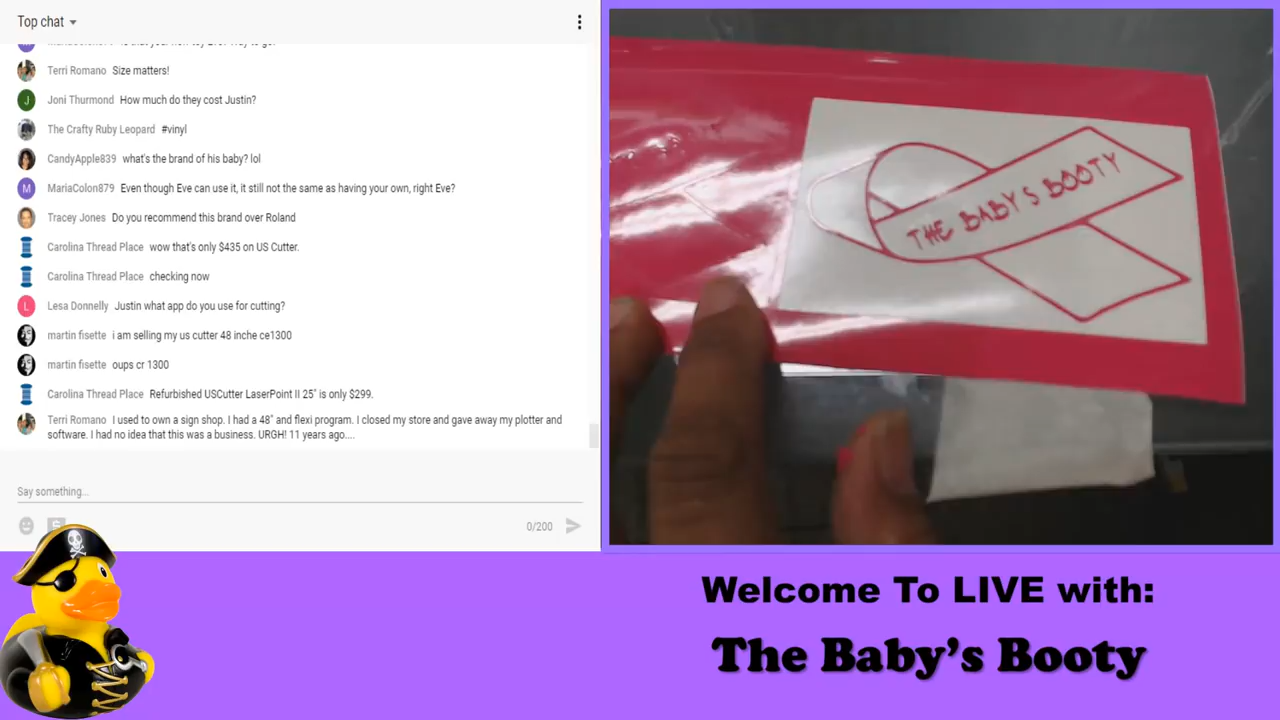 Top chat
Terri Romano Size matters!
Joni Thurmond How much do they cost Justin?
The Crafty Ruby Leopard #vinyl
CandyApple839 what's the brand of his baby? lol
MariaColon879 Even though Eve can use it, it still not the same as having your own, right Eve?
Tracey Jones Do you recommend this brand over Roland
Carolina Thread Place wow that's only $435 on US Cutter.
Carolina Thread Place checking now
Lesa Donnelly Justin what app do you use for cutting?
martin fisette i am selling my us cutter 48 inche ce1300
martin fisette oups cr 1300
Carolina Thread Place Refurbished USCutter LaserPoint II 25" is only $299.
Terri Romano I used to own a sign shop. I had a 48" and flexi program. I closed my store and gave away my plotter and
software. I had no idea that this was a business. URGH! 11 years ago....
Say something...
0/200
THE BABY'S BOOTY
Welcome To LIVE with:
The Baby's Booty